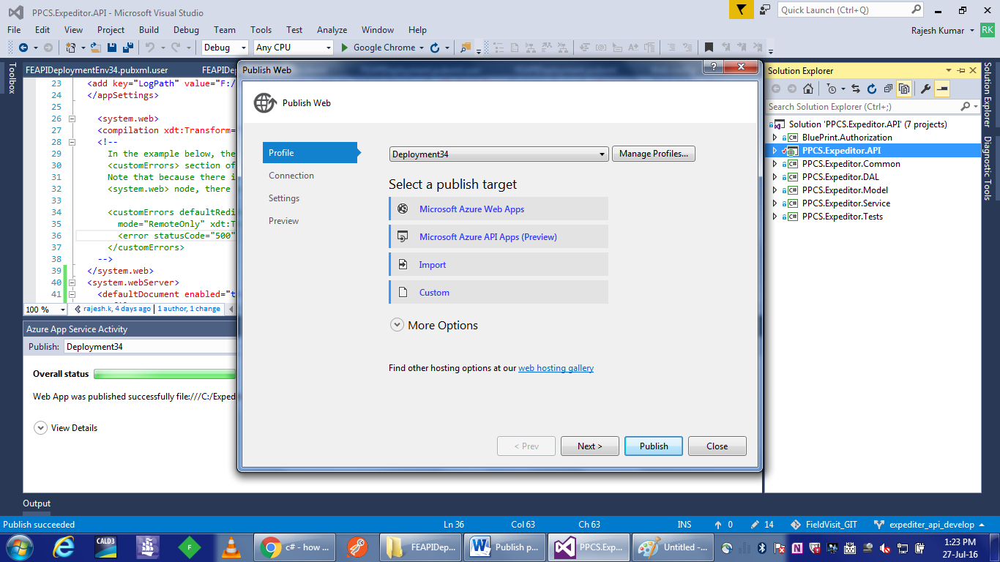 PPCS.Expeditor.API - Microsoft Visual Studio
Quick Launch (Ctrl+Q)
File Edit View Project Build Debug Team Tools Test Analyze Window Help
Rajesh Kumar RK
Debug Any CPU Google Chrome
Toolbox
FEAPIDeploymentEnv34.pubxml.user FEAPIDe
23 <add key="LogPath" value="F:/
24 </appSettings>
25
26 <system.web>
27 <compilation xdt:Transform=
28 <!--
29 In the example below, the
30 <customErrors> section of
31 Note that because there i
32 <system.web> node, there
33
34 <customErrors defaultRedi
35 mode="RemoteOnly" xdt:T
36 <error statusCode="500"
37 </customErrors>
38 -->
39 </system.web>
40 <system.webServer>
41 <defaultDocument enabled="t
100 % rajesh.k, 4 days ago | 1 author, 1 change
Azure App Service Activity
Publish: Deployment34
Overall status
Web App was published successfully file:///C:/Exped
View Details
Output
Publish Web
?
Publish Web
Profile
Connection
Settings
Preview
Deployment34 Manage Profiles...
Select a publish target
Microsoft Azure Web Apps
Microsoft Azure API Apps (Preview)
Import
Custom
More Options
Find other hosting options at our web hosting gallery
< Prev Next > Publish Close
Solution Explorer
Search Solution Explorer (Ctrl+;)
Solution 'PPCS.Expeditor.API' (7 projects)
C# BluePrint.Authorization
PPCS.Expeditor.API
C# PPCS.Expeditor.Common
C# PPCS.Expeditor.DAL
C# PPCS.Expeditor.Model
C# PPCS.Expeditor.Service
C# PPCS.Expeditor.Tests
Solution Explorer
Diagnostic Tools
Publish succeeded Ln 36 Col 63 Ch 63 INS 0 14 FieldVisit_GIT expediter_api_develop
CALD3 F c# - how ... FEAPIDep... Publish p... PPCS.Exp... Untitled -...
1:23 PM
27-Jul-16